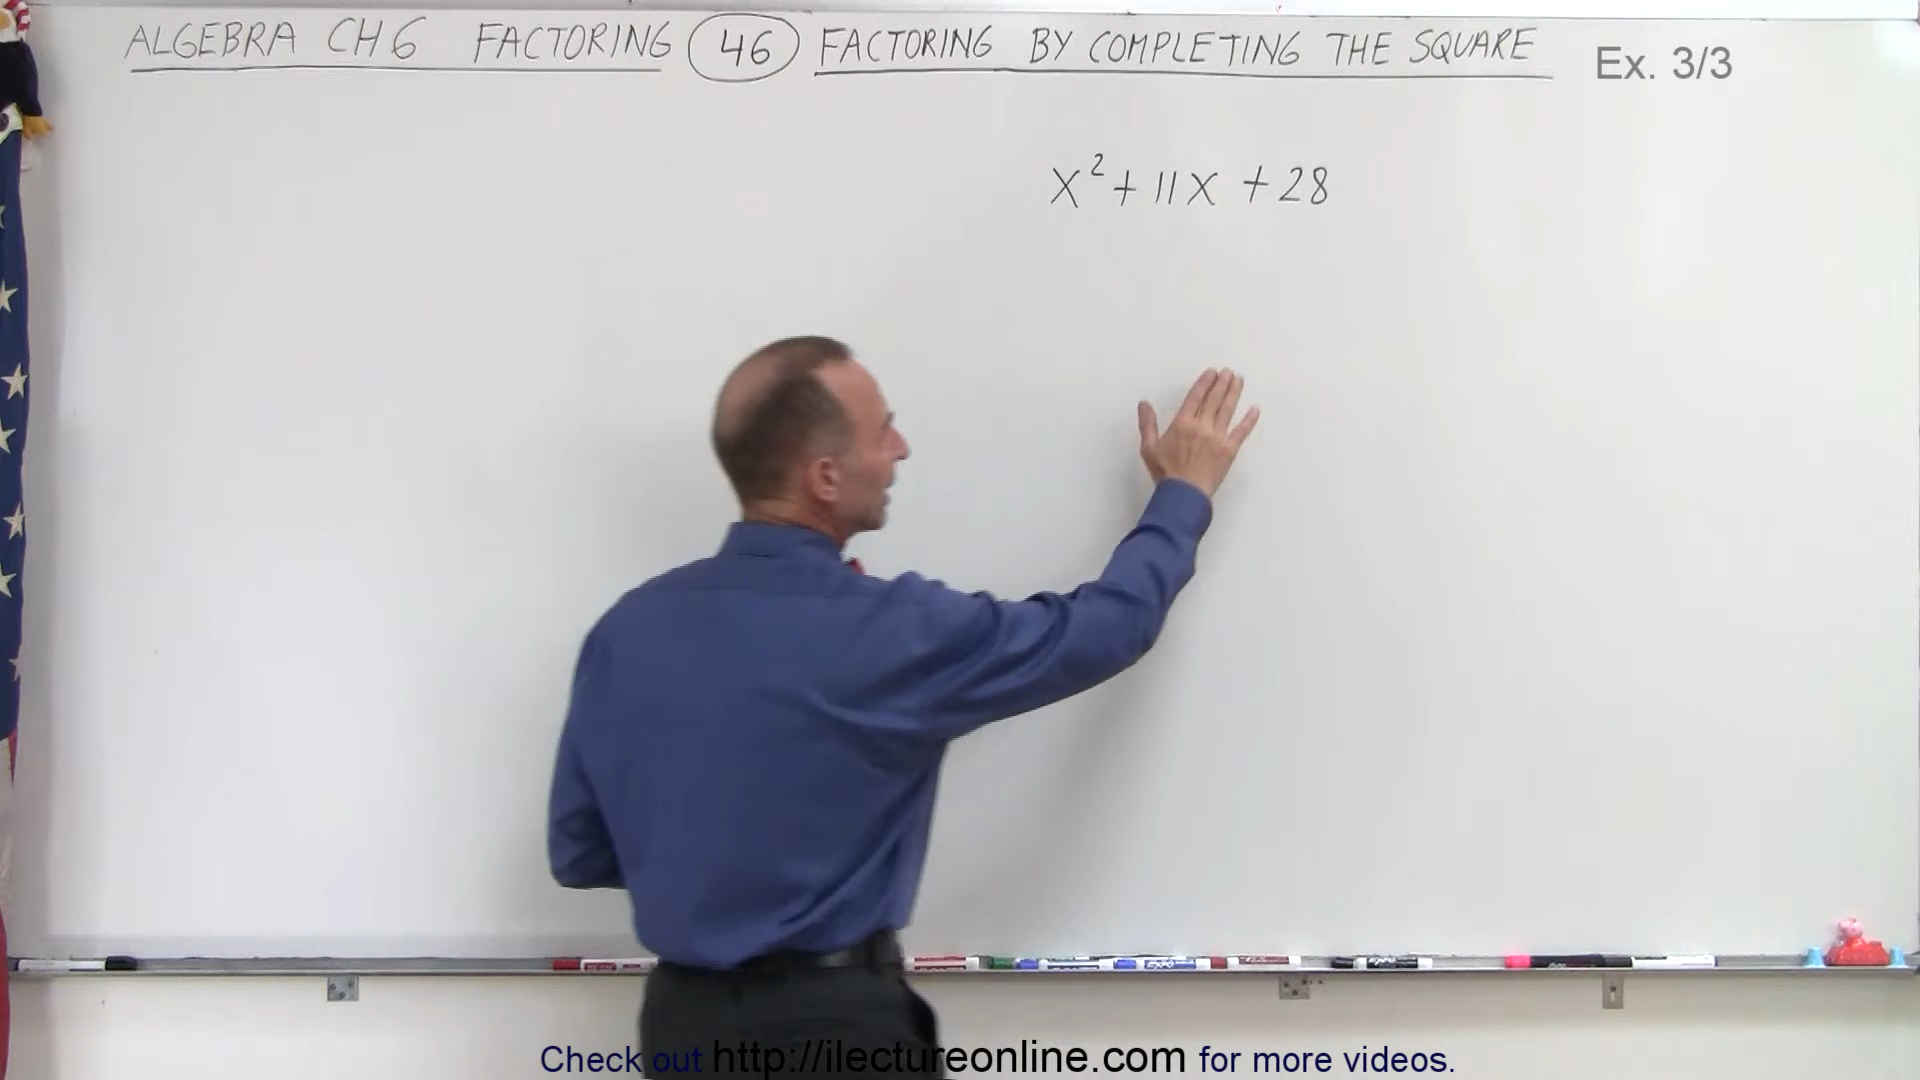 ALGEBRA CH 6 FACTORING 46 FACTORING BY COMPLETING THE SQUARE Ex. 3/3
x² + 11x + 28
EXPO
Check out http://ilectureonline.com for more videos.